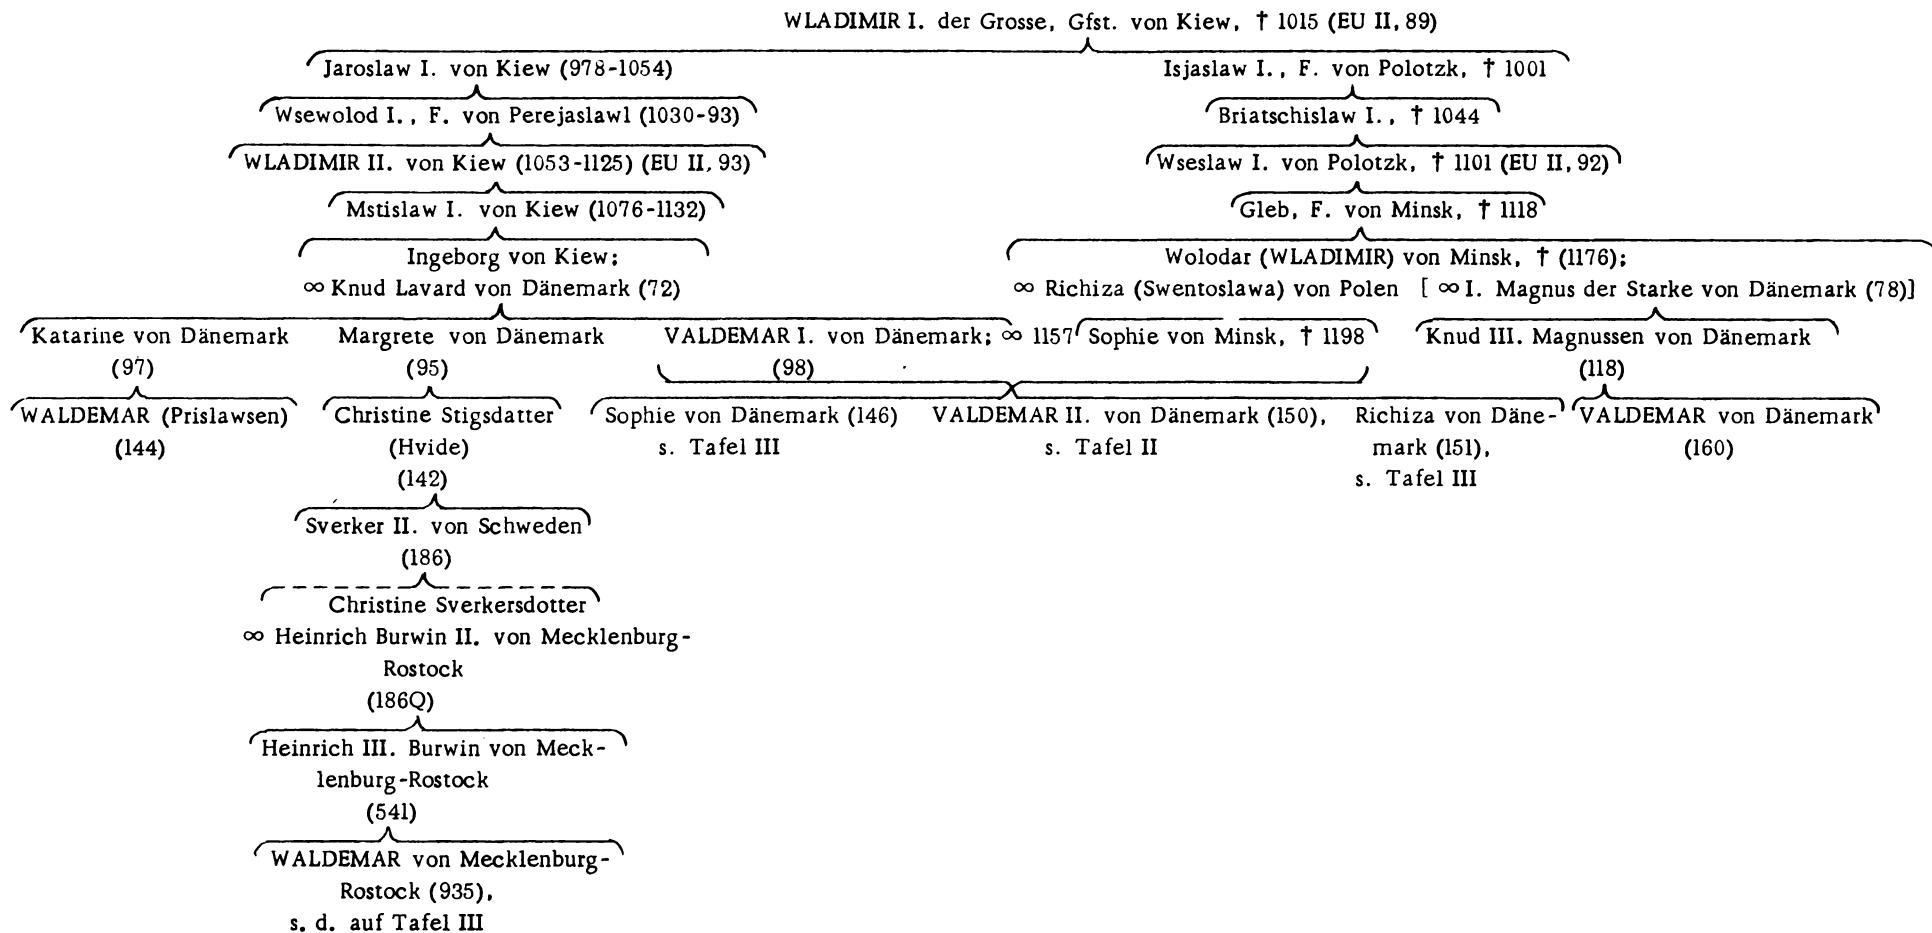 WLADIMIR I. der Grosse, Gfst. von Kiew, † 1015 (EU II, 89)
Jaroslaw I. von Kiew (978-1054)
Isjaslaw I., F. von Polotzk, † 1001
Wsewolod I., F. von Perejaslawl (1030-93)
Briatschislaw I., † 1044
WLADIMIR II. von Kiew (1053-1125) (EU II, 93)
Wseslaw I. von Polotzk, † 1101 (EU II, 92)
Mstislaw I. von Kiew (1076-1132)
Gleb, F. von Minsk, † 1118
Ingeborg von Kiew;
∞ Knud Lavard von Dänemark (72)
Wolodar (WLADIMIR) von Minsk, † (1176);
∞ Richiza (Swentoslawa) von Polen [ ∞ I. Magnus der Starke von Dänemark (78)]
Katarine von Dänemark
(97)
Margrete von Dänemark
(95)
VALDEMAR I. von Dänemark; ∞ 1157 Sophie von Minsk, † 1198
(98)
Knud III. Magnussen von Dänemark
(118)
WALDEMAR (Prislawsen)
(144)
Christine Stigsdatter
(Hvide)
(142)
Sophie von Dänemark (146)
s. Tafel III
VALDEMAR II. von Dänemark (150),
s. Tafel II
Richiza von Däne-
mark (151),
s. Tafel III
VALDEMAR von Dänemark
(160)
Sverker II. von Schweden
(186)
Christine Sverkersdotter
∞ Heinrich Burwin II. von Mecklenburg-
Rostock
(186Q)
Heinrich III. Burwin von Meck-
lenburg-Rostock
(541)
WALDEMAR von Mecklenburg-
Rostock (935),
s. d. auf Tafel III